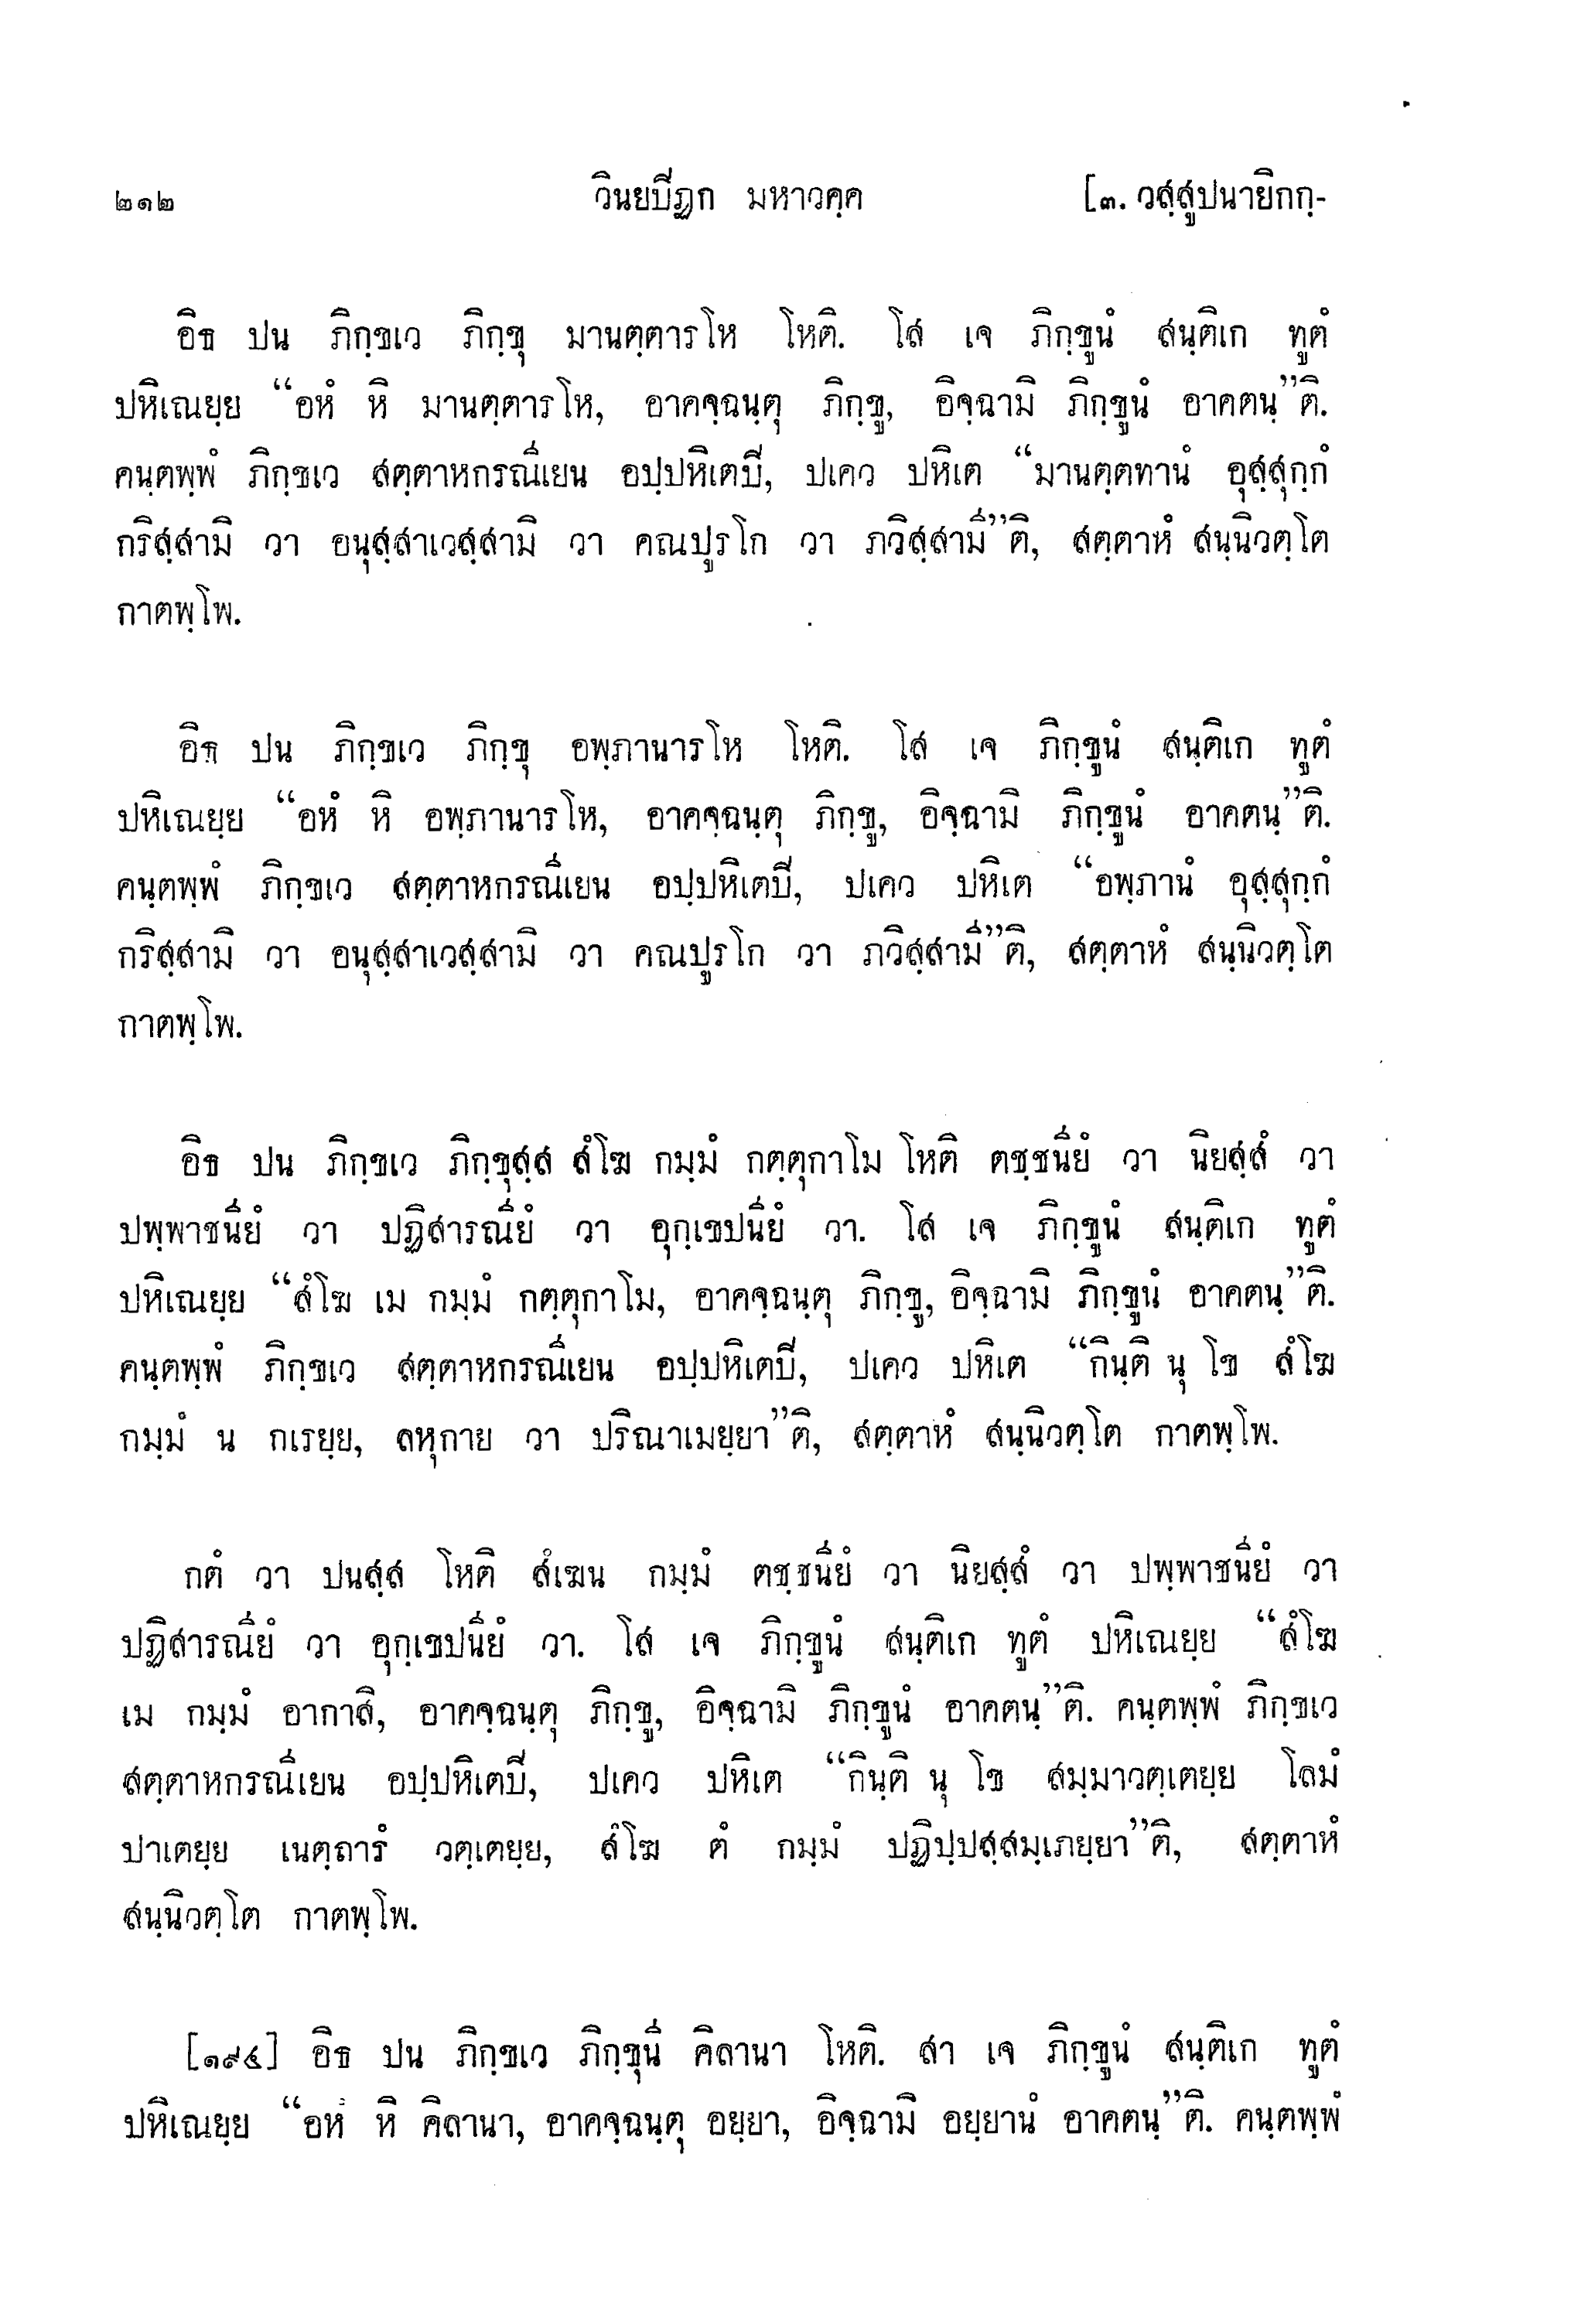 ๒๑๒ วินยปิฏก มหาวคฺค [๓. วสฺสูปนายิกกฺ-
อิธ ปน ภิกฺขเว ภิกฺขุ มานตฺตารโห โหติ. โส เจ ภิกฺขูนํ สนฺติเก ทูตํ
ปหิเณยฺย “อหํ หิ มานตฺตารโห, อาคจฺฉนฺตุ ภิกฺขู, อิจฺฉามิ ภิกฺขูนํ อาคตนฺ”ติ.
คนฺตพฺพํ ภิกฺขเว สตฺตาหกรณีเยน อปฺปหิเตปิ, ปเคว ปหิเต “มานตฺตทานํ อุสฺสุกฺกํ
กริสฺสามิ วา อนุสฺสาเวสฺสามิ วา คณปูรโก วา ภวิสฺสามี”ติ, สตฺตาหํ สนฺนิวตฺโต
กาตพฺโพ.
อิธ ปน ภิกฺขเว ภิกฺขุ อพฺภานารโห โหติ. โส เจ ภิกฺขูนํ สนฺติเก ทูตํ
ปหิเณยฺย “อหํ หิ อพฺภานารโห, อาคจฺฉนฺตุ ภิกฺขู, อิจฺฉามิ ภิกฺขูนํ อาคตนฺ”ติ.
คนฺตพฺพํ ภิกฺขเว สตฺตาหกรณีเยน อปฺปหิเตปิ, ปเคว ปหิเต “อพฺภานํ อุสฺสุกฺกํ
กริสฺสามิ วา อนุสฺสาเวสฺสามิ วา คณปูรโก วา ภวิสฺสามี”ติ, สตฺตาหํ สนฺนิวตฺโต
กาตพฺโพ.
อิธ ปน ภิกฺขเว ภิกฺขุสฺส สํโฆ กมฺมํ กตฺตุกาโม โหติ ตชฺชนียํ วา นิยสฺสํ วา
ปพฺพาชนียํ วา ปฏิสารณียํ วา อุกฺเขปนียํ วา. โส เจ ภิกฺขูนํ สนฺติเก ทูตํ
ปหิเณยฺย “สํโฆ เม กมฺมํ กตฺตุกาโม, อาคจฺฉนฺตุ ภิกฺขู, อิจฺฉามิ ภิกฺขูนํ อาคตนฺ”ติ.
คนฺตพฺพํ ภิกฺขเว สตฺตาหกรณีเยน อปฺปหิเตปิ, ปเคว ปหิเต “กินฺติ นุ โข สํโฆ
กมฺมํ น กเรยฺย, ลหุกาย วา ปริณาเมยฺยา”ติ, สตฺตาหํ สนฺนิวตฺโต กาตพฺโพ.
กตํ วา ปนสฺส โหติ สํเฆน กมฺมํ ตชฺชนียํ วา นิยสฺสํ วา ปพฺพาชนียํ วา
ปฏิสารณียํ วา อุกฺเขปนียํ วา. โส เจ ภิกฺขูนํ สนฺติเก ทูตํ ปหิเณยฺย “สํโฆ
เม กมฺมํ อากาสิ, อาคจฺฉนฺตุ ภิกฺขู, อิจฺฉามิ ภิกฺขูนํ อาคตนฺ”ติ. คนฺตพฺพํ ภิกฺขเว
สตฺตาหกรณีเยน อปฺปหิเตปิ, ปเคว ปหิเต “กินฺติ นุ โข สมฺมาวตฺเตยฺย โลมํ
ปาเตยฺย เนตฺถารํ วตฺเตยฺย, สํโฆ ตํ กมฺมํ ปฏิปฺปสฺสมฺเภยฺยา”ติ, สตฺตาหํ
สนฺนิวตฺโต กาตพฺโพ.
[๑๙๕] อิธ ปน ภิกฺขเว ภิกฺขุนี คิลานา โหติ. สา เจ ภิกฺขูนํ สนฺติเก ทูตํ
ปหิเณยฺย “อหํ หิ คิลานา, อาคจฺฉนฺตุ อยฺยา, อิจฺฉามิ อยฺยานํ อาคตนฺ”ติ. คนฺตพฺพํ